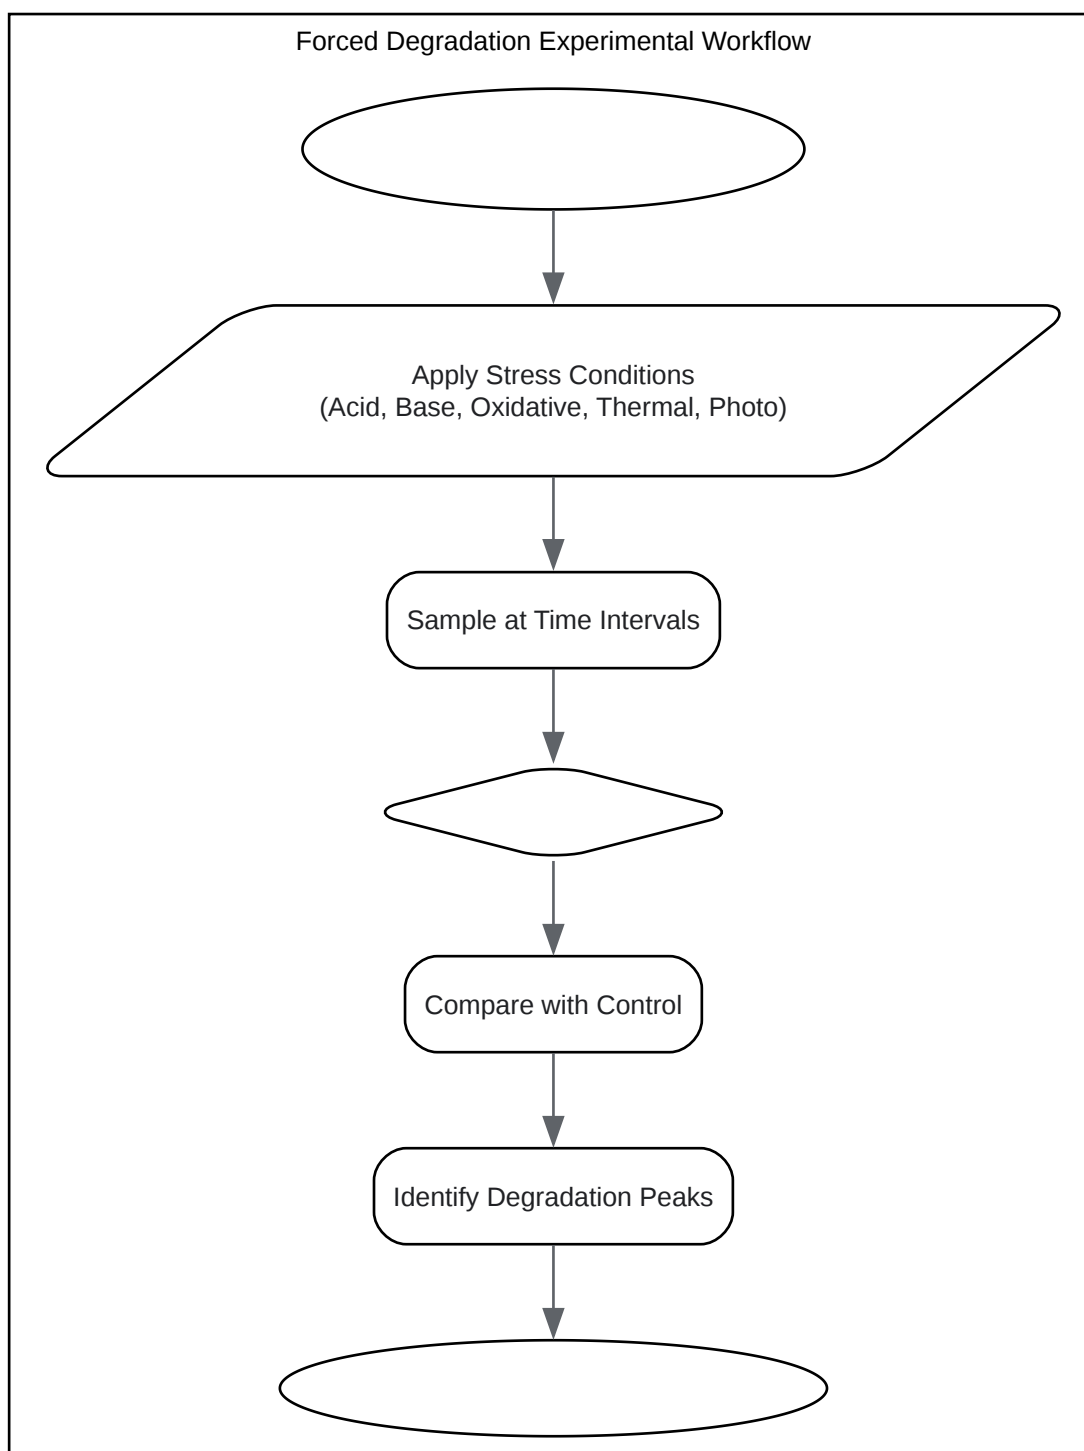 Forced Degradation Experimental Workflow
Apply Stress Conditions
(Acid, Base, Oxidative, Thermal, Photo)
Sample at Time Intervals
Compare with Control
Identify Degradation Peaks